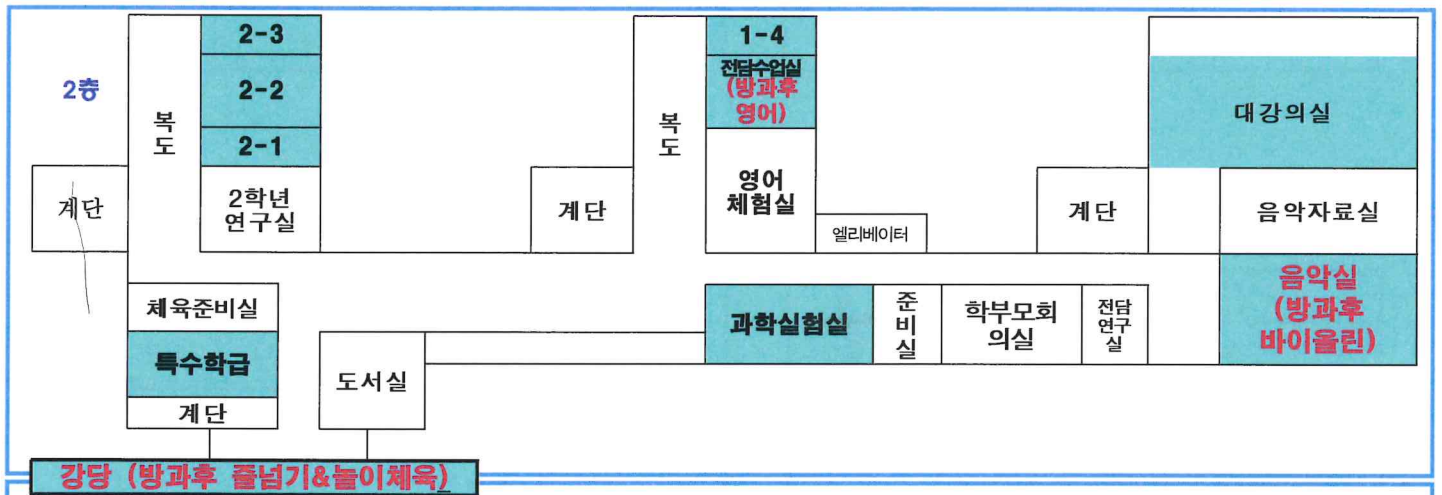 2층
복도
2-3
2-2
2-1
2학년
연구실
계단
계단
복도
1-4
전담수업실
(방과후
영어)
영어
체험실
엘리베이터
계단
대강의실
음악자료실
음악실
(방과후
바이올린)
체육준비실
특수학급
계단
도서실
과학실험실
준비실
학부모회
의실
전담
연구
실
강당 (방과후 줄넘기&놀이체육)